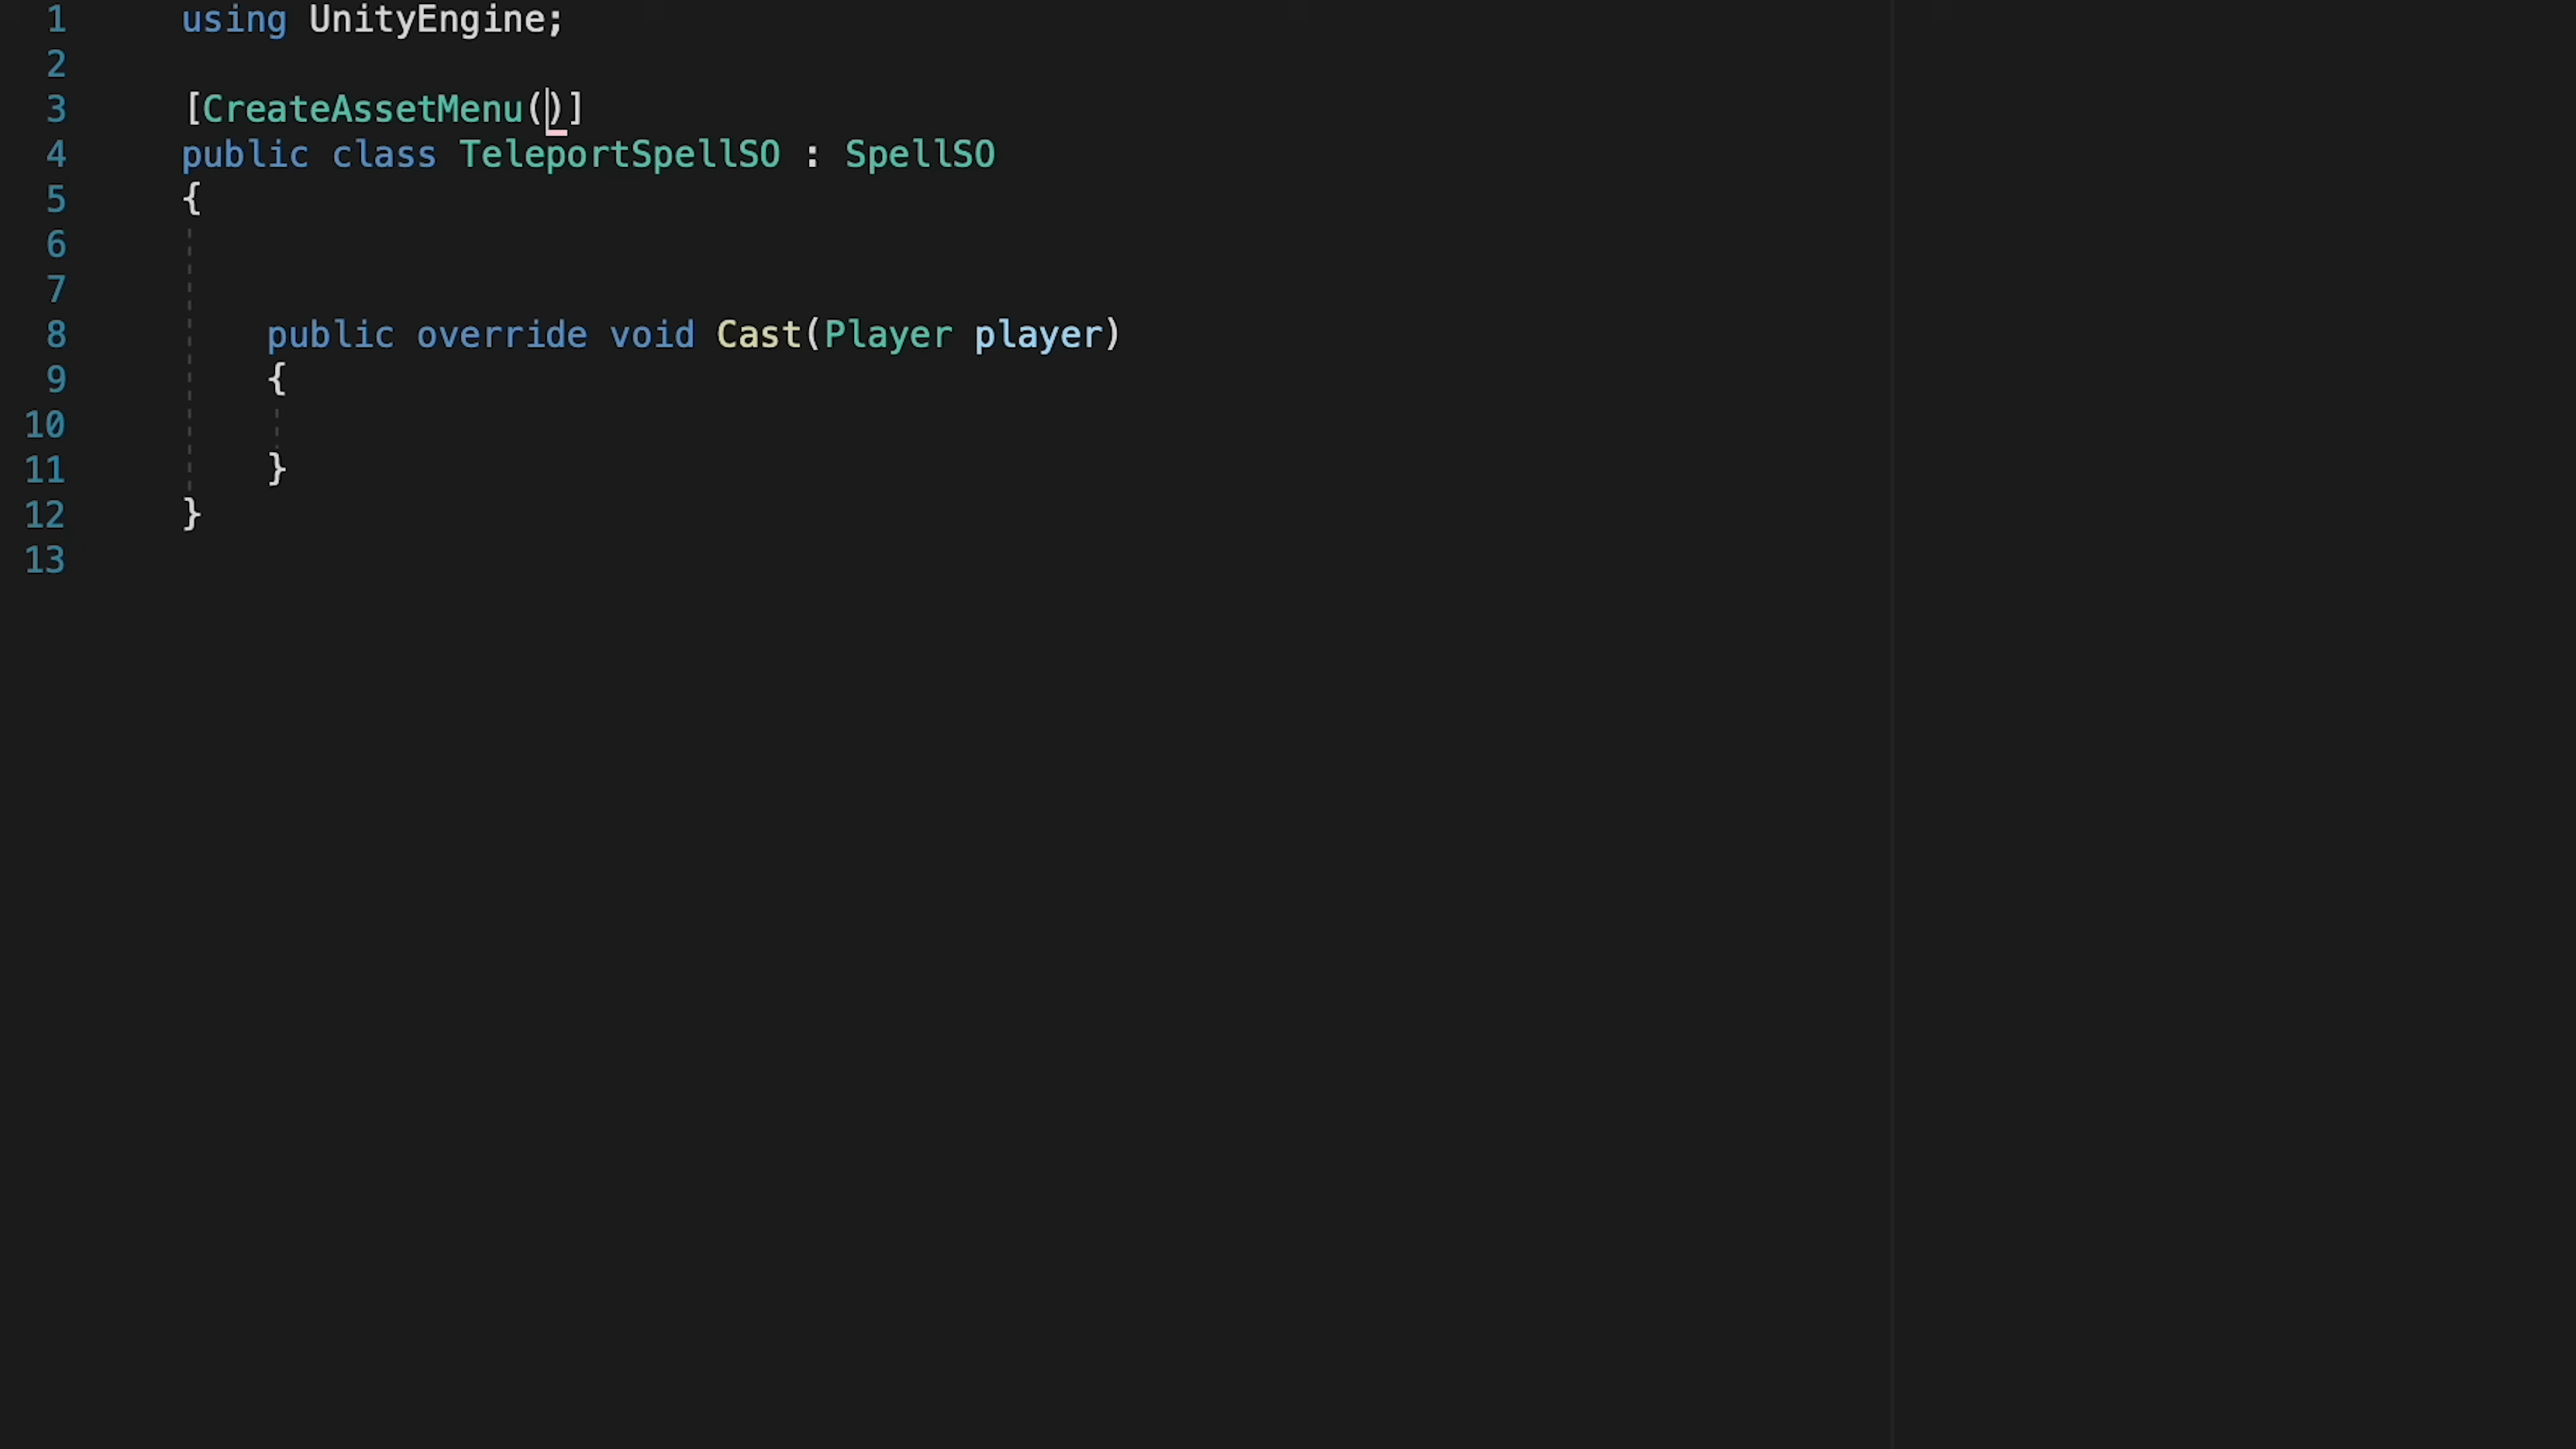 1 using UnityEngine;
2
3 [CreateAssetMenu()]
4 public class TeleportSpellSO : SpellSO
5 {
6
7
8 public override void Cast(Player player)
9 {
10
11 }
12 }
13